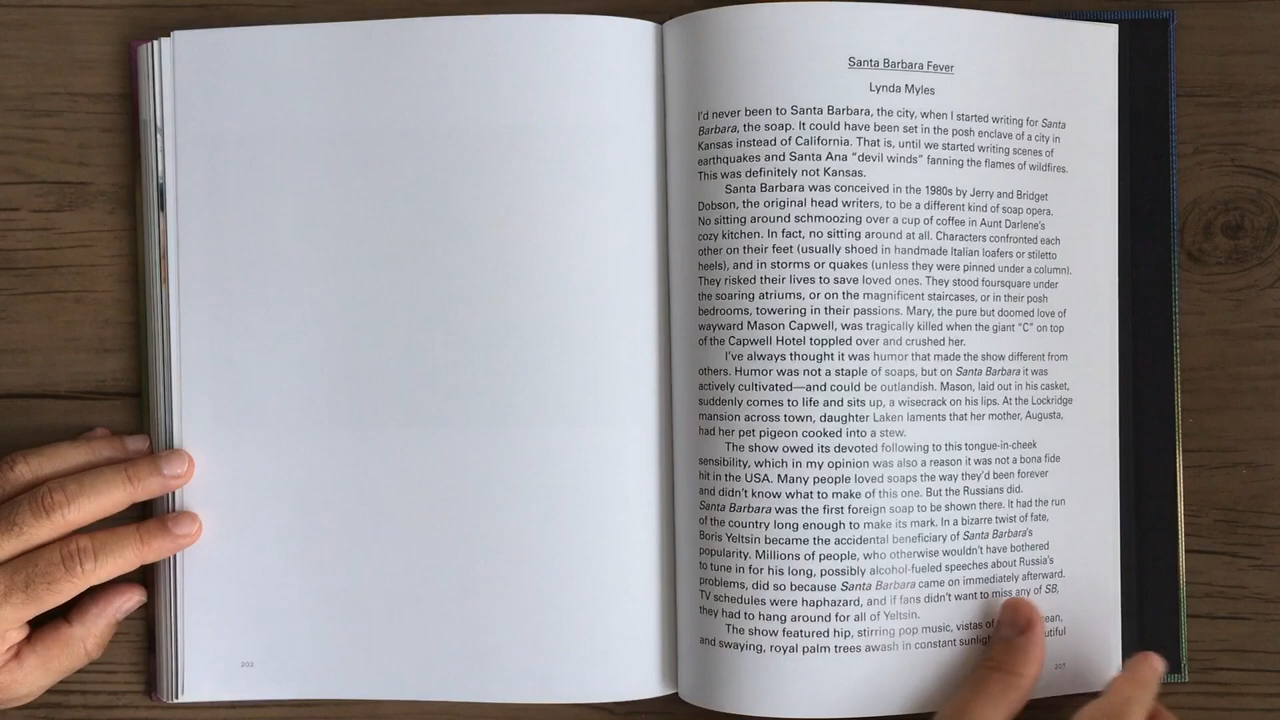 Santa Barbara Fever
Lynda Myles
I'd never been to Santa Barbara, the city, when I started writing for Santa
Barbara, the soap. It could have been set in the posh enclave of a city in
Kansas instead of California. That is, until we started writing scenes of
earthquakes and Santa Ana “devil winds” fanning the flames of wildfires.
This was definitely not Kansas.
Santa Barbara was conceived in the 1980s by Jerry and Bridget
Dobson, the original head writers, to be a different kind of soap opera.
No sitting around schmoozing over a cup of coffee in Aunt Darlene's
cozy kitchen. In fact, no sitting around at all. Characters confronted each
other on their feet (usually shoed in handmade Italian loafers or stiletto
heels), and in storms or quakes (unless they were pinned under a column).
They risked their lives to save loved ones. They stood foursquare under
the soaring atriums, or on the magnificent staircases, or in their posh
bedrooms, towering in their passions. Mary, the pure but doomed love of
wayward Mason Capwell, was tragically killed when the giant “C” on top
of the Capwell Hotel toppled over and crushed her.
I've always thought it was humor that made the show different from
others. Humor was not a staple of soaps, but on Santa Barbara it was
actively cultivated—and could be outlandish. Mason, laid out in his casket,
suddenly comes to life and sits up, a wisecrack on his lips. At the Lockridge
mansion across town, daughter Laken laments that her mother, Augusta,
had her pet pigeon cooked into a stew.
The show owed its devoted following to this tongue-in-cheek
sensibility, which in my opinion was also a reason it was not a bona fide
hit in the USA. Many people loved soaps the way they'd been forever
and didn't know what to make of this one. But the Russians did.
Santa Barbara was the first foreign soap to be shown there. It had the run
of the country long enough to make its mark. In a bizarre twist of fate,
Boris Yeltsin became the accidental beneficiary of Santa Barbara's
popularity. Millions of people, who otherwise wouldn't have bothered
to tune in for his long, possibly alcohol-fueled speeches about Russia's
problems, did so because Santa Barbara came on immediately afterward.
TV schedules were haphazard, and if fans didn't want to miss any of SB,
they had to hang around for all of Yeltsin.
The show featured hip, stirring pop music, vistas of
and swaying, royal palm trees awash in constant
203